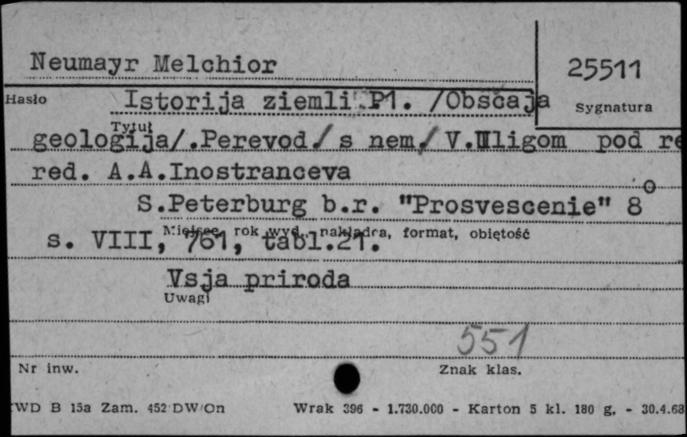 Neumayr Melchior
25511
Hasło
Istorija ziemli.P1. /Obscaja
Sygnatura
Tytuł
geologija/.Perevod/ s nem/ V.Uligom pod re
red. A.A.Inostranceva
S.Peterburg b.r. "Prosvescenie" 8o
Miejsce, rok wyd., nakładca, format, objętość
s. VIII, 761, tabl.21.
Vsja priroda
Uwagi
551
Nr inw.
Znak klas.
WD B 15a Zam. 452 DW/On
Wrak 396 - 1.730.000 - Karton 5 kl. 180 g. - 30.4.68